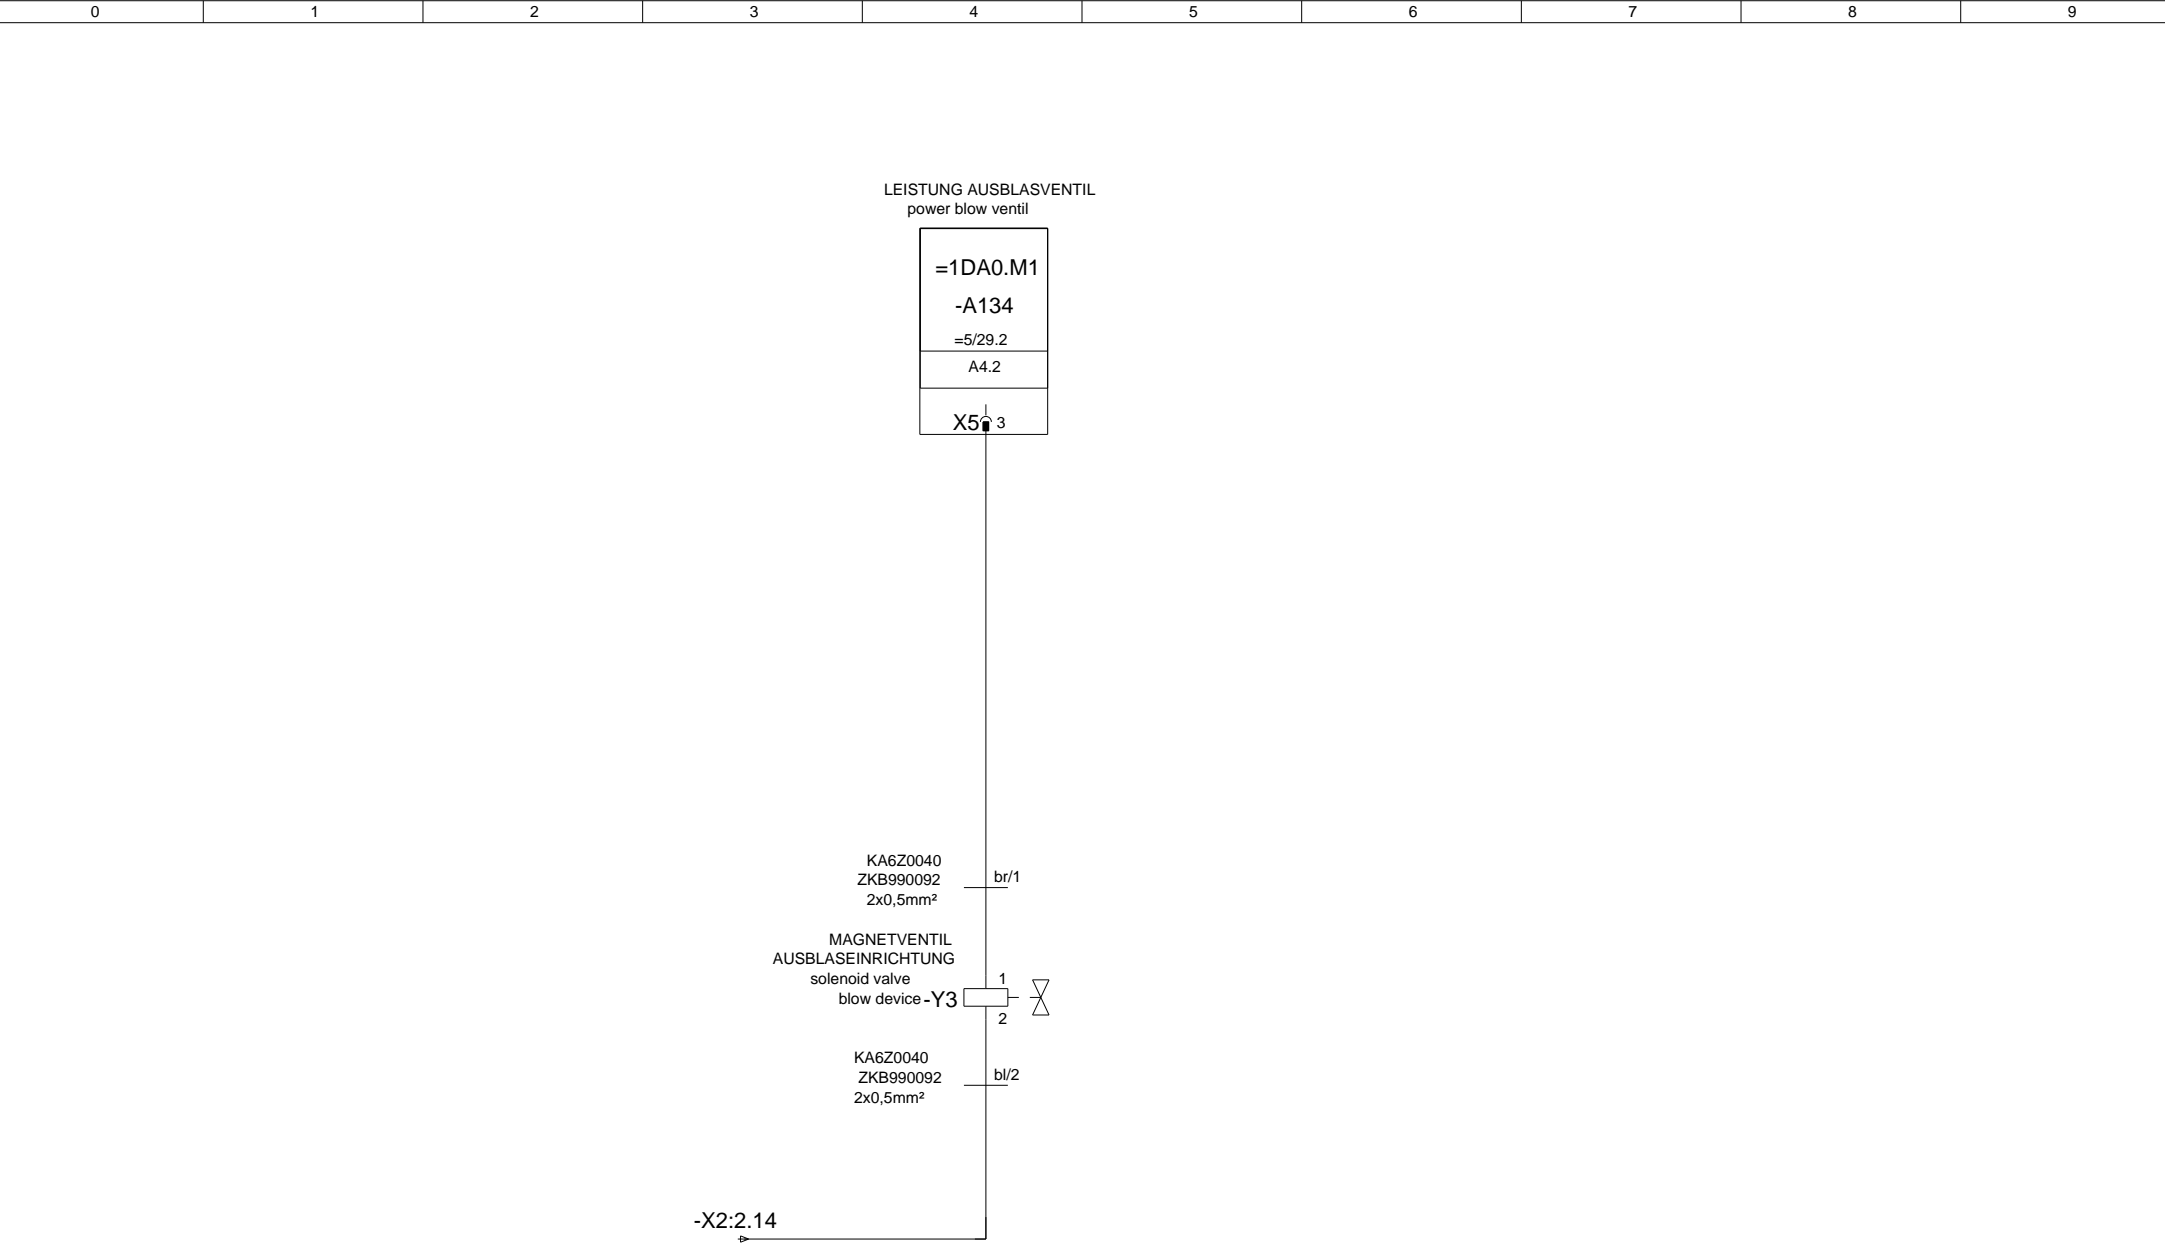 0 1 2 3 4 5 6 7 8 9
LEISTUNG AUSBLASVENTIL
power blow ventil
=1DA0.M1
-A134
=5/29.2
A4.2
X5 3
KA6Z0040
br/1
ZKB990092
2x0,5mm²
MAGNETVENTIL
AUSBLASEINRICHTUNG
solenoid valve
1
blow device -Y3
2
KA6Z0040
bl/2
ZKB990092
2x0,5mm²
-X2:2.14